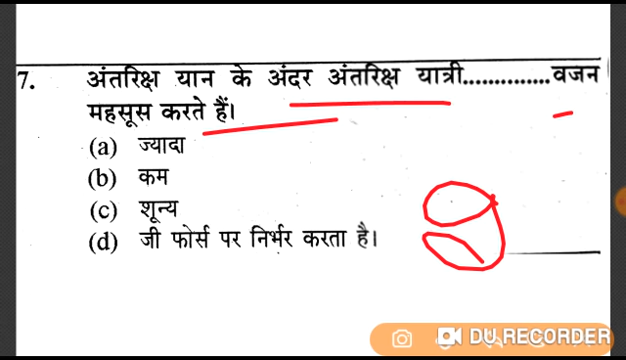 7. अंतरिक्ष यान के अंदर अंतरिक्ष यात्री..............वजन
महसूस करते हैं।
(a) ज्यादा
(b) कम
(c) शून्य
(d) जी फोर्स पर निर्भर करता है।
g
DU RECORDER